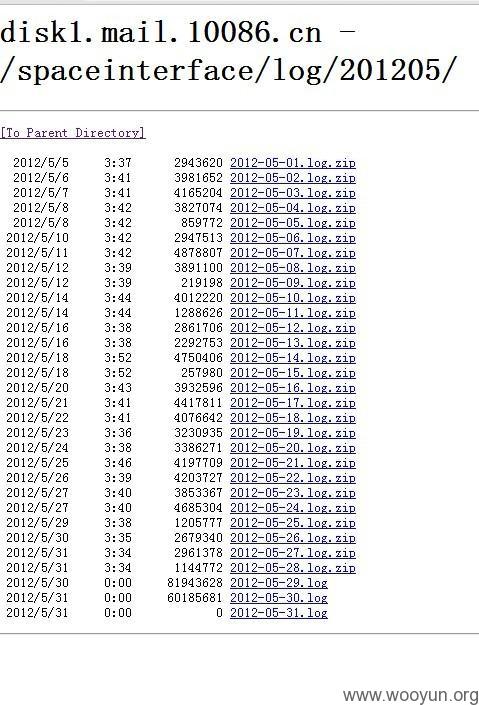 disk1.mail.10086.cn -
/spaceinterface/log/201205/
[To Parent Directory]
2012/5/5 3:37 2943620 2012-05-01.log.zip
2012/5/6 3:41 3981652 2012-05-02.log.zip
2012/5/7 3:41 4165204 2012-05-03.log.zip
2012/5/8 3:42 3827074 2012-05-04.log.zip
2012/5/8 3:42 859772 2012-05-05.log.zip
2012/5/10 3:42 2947513 2012-05-06.log.zip
2012/5/11 3:42 4878807 2012-05-07.log.zip
2012/5/12 3:39 3891100 2012-05-08.log.zip
2012/5/12 3:39 219198 2012-05-09.log.zip
2012/5/14 3:44 4012220 2012-05-10.log.zip
2012/5/14 3:44 1288626 2012-05-11.log.zip
2012/5/16 3:38 2861706 2012-05-12.log.zip
2012/5/16 3:38 2292753 2012-05-13.log.zip
2012/5/18 3:52 4750406 2012-05-14.log.zip
2012/5/18 3:52 257980 2012-05-15.log.zip
2012/5/20 3:43 3932596 2012-05-16.log.zip
2012/5/21 3:41 4417811 2012-05-17.log.zip
2012/5/22 3:41 4076642 2012-05-18.log.zip
2012/5/23 3:36 3230935 2012-05-19.log.zip
2012/5/24 3:38 3386271 2012-05-20.log.zip
2012/5/25 3:46 4197709 2012-05-21.log.zip
2012/5/26 3:39 4203727 2012-05-22.log.zip
2012/5/27 3:40 3853367 2012-05-23.log.zip
2012/5/27 3:40 4685304 2012-05-24.log.zip
2012/5/29 3:38 1205777 2012-05-25.log.zip
2012/5/30 3:35 2679340 2012-05-26.log.zip
2012/5/31 3:34 2961378 2012-05-27.log.zip
2012/5/31 3:34 1144772 2012-05-28.log.zip
2012/5/30 0:00 81943628 2012-05-29.log
2012/5/31 0:00 60185681 2012-05-30.log
2012/5/31 0:00 0 2012-05-31.log
www.wooyun.org